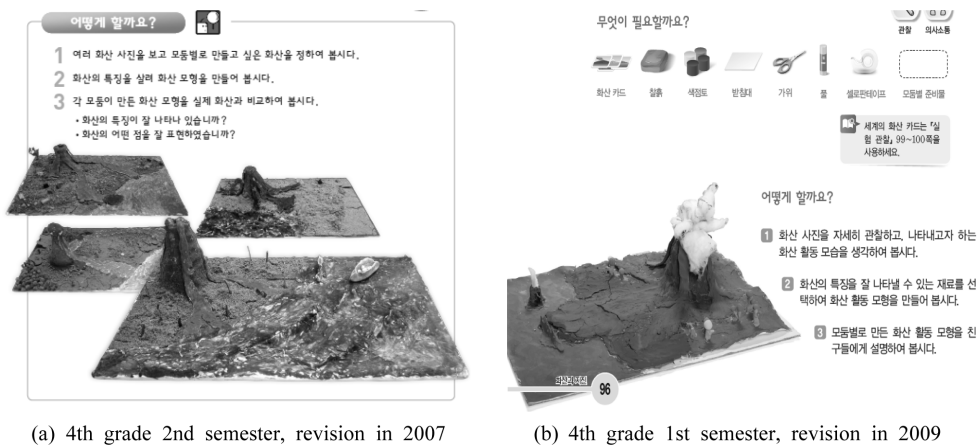 어떻게 할까요?
1 여러 화산 사진을 보고 모둠별로 만들고 싶은 화산을 정하여 봅시다.
2 화산의 특징을 살려 화산 모형을 만들어 봅시다.
3 각 모둠이 만든 화산 모형을 실제 화산과 비교하여 봅시다.
• 화산의 특징이 잘 나타나 있습니까?
• 화산의 어떤 점을 잘 표현하였습니까?
무엇이 필요할까요?
관찰 의사소통
화산 카드 찰흙 색점토 받침대 가위 풀 셀로판테이프 모둠별 준비물
세계의 화산 카드는 『실
험 관찰』 99~100쪽을
사용하세요.
어떻게 할까요?
1 화산 사진을 자세히 관찰하고, 나타내고자 하는
화산 활동 모습을 생각하여 봅시다.
2 화산의 특징을 잘 나타낼 수 있는 재료를 선
택하여 화산 활동 모형을 만들어 봅시다.
3 모둠별로 만든 화산 활동 모형을 친
구들에게 설명하여 봅시다.
화산과 지진
96
(a) 4th grade 2nd semester, revision in 2007
(b) 4th grade 1st semester, revision in 2009